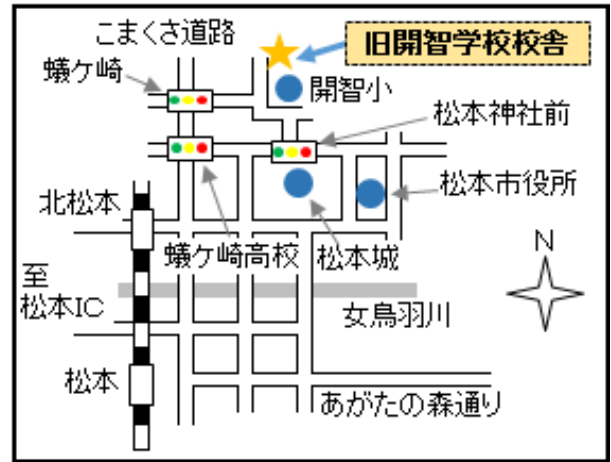 こまくさ道路
旧開智学校校舎
蟻ケ崎
開智小
松本神社前
北松本
松本市役所
蟻ケ崎高校
松本城
N
至
松本IC
女鳥羽川
松本
あがたの森通り